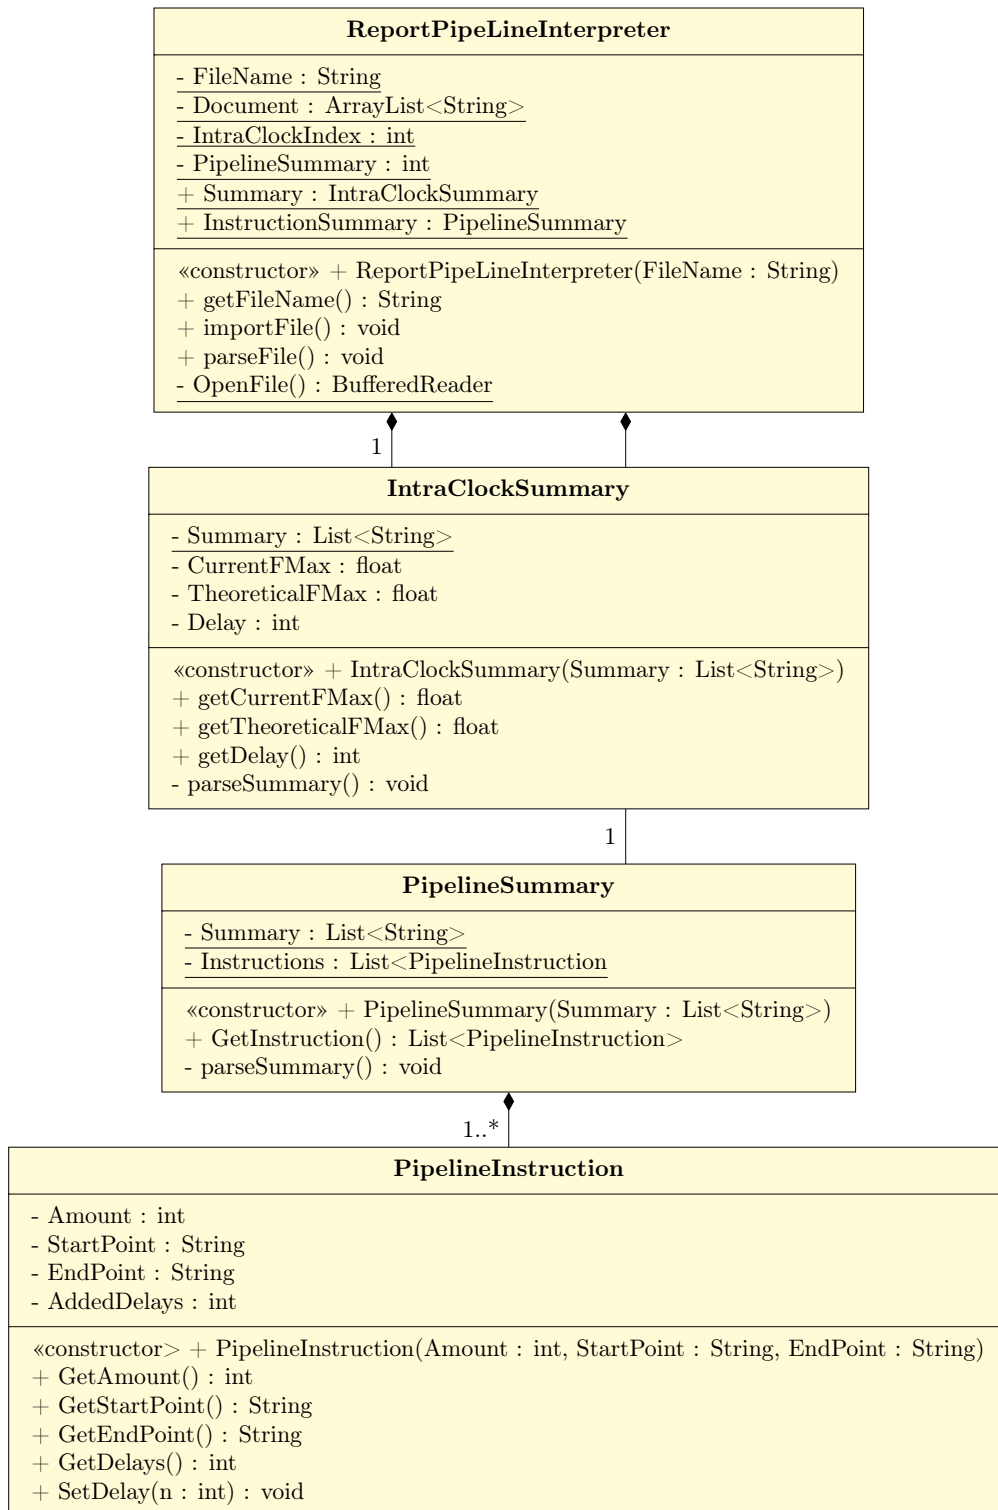 ReportPipeLineInterpreter
- FileName : String
- Document : ArrayList<String>
- IntraClockIndex : int
- PipelineSummary : int
+ Summary : IntraClockSummary
+ InstructionSummary : PipelineSummary
«constructor» + ReportPipeLineInterpreter(FileName : String)
+ getFileName() : String
+ importFile() : void
+ parseFile() : void
- OpenFile() : BufferedReader
1
IntraClockSummary
- Summary : List<String>
- CurrentFMax : float
- TheoreticalFMax : float
- Delay : int
«constructor» + IntraClockSummary(Summary : List<String>)
+ getCurrentFMax() : float
+ getTheoreticalFMax() : float
+ getDelay() : int
- parseSummary() : void
1
PipelineSummary
- Summary : List<String>
- Instructions : List<PipelineInstruction
«constructor» + PipelineSummary(Summary : List<String>)
+ GetInstruction() : List<PipelineInstruction>
- parseSummary() : void
1..*
PipelineInstruction
- Amount : int
- StartPoint : String
- EndPoint : String
- AddedDelays : int
«constructor> + PipelineInstruction(Amount : int, StartPoint : String, EndPoint : String)
+ GetAmount() : int
+ GetStartPoint() : String
+ GetEndPoint() : String
+ GetDelays() : int
+ SetDelay(n : int) : void